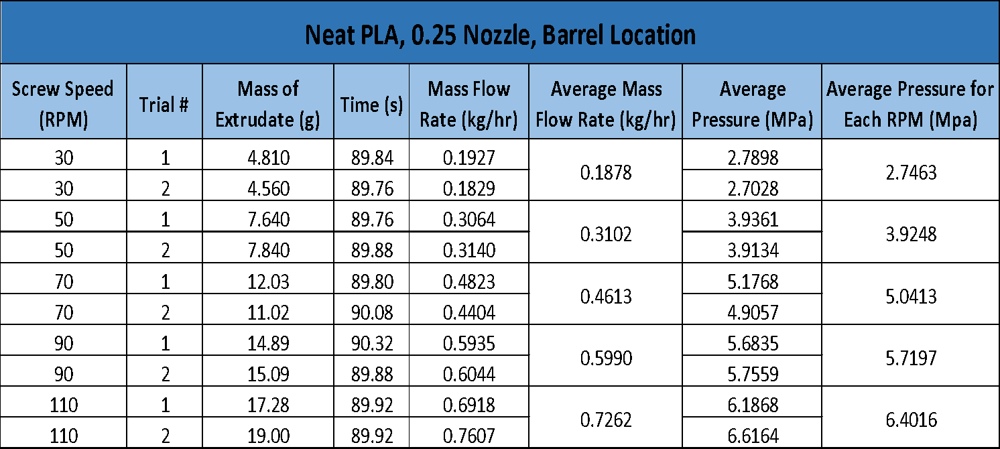 Neat PLA, 0.25 Nozzle, Barrel Location
Screw Speed (RPM) Trial # Mass of Extrudate (g) Time (s) Mass Flow Rate (kg/hr) Average Mass Flow Rate (kg/hr) Average Pressure (MPa) Average Pressure for Each RPM (Mpa)
30 1 4.810 89.84 0.1927 0.1878 2.7898 2.7463
30 2 4.560 89.76 0.1829 2.7028
50 1 7.640 89.76 0.3064 0.3102 3.9361 3.9248
50 2 7.840 89.88 0.3140 3.9134
70 1 12.03 89.80 0.4823 0.4613 5.1768 5.0413
70 2 11.02 90.08 0.4404 4.9057
90 1 14.89 90.32 0.5935 0.5990 5.6835 5.7197
90 2 15.09 89.88 0.6044 5.7559
110 1 17.28 89.92 0.6918 0.7262 6.1868 6.4016
110 2 19.00 89.92 0.7607 6.6164